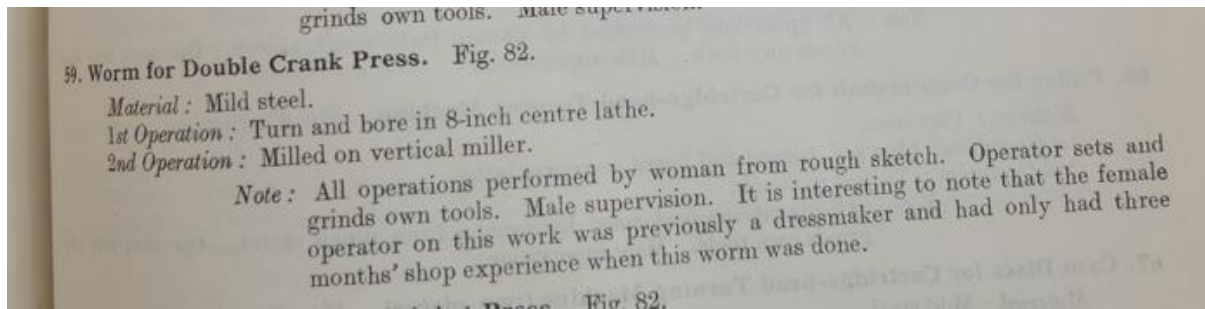 grinds own tools. Male supervision.
59. Worm for Double Crank Press. Fig. 82.
Material : Mild steel.
1st Operation : Turn and bore in 8-inch centre lathe.
2nd Operation : Milled on vertical miller.
Note : All operations performed by woman from rough sketch. Operator sets and
grinds own tools. Male supervision. It is interesting to note that the female
operator on this work was previously a dressmaker and had only had three
months' shop experience when this worm was done.
Press. Fig. 82.